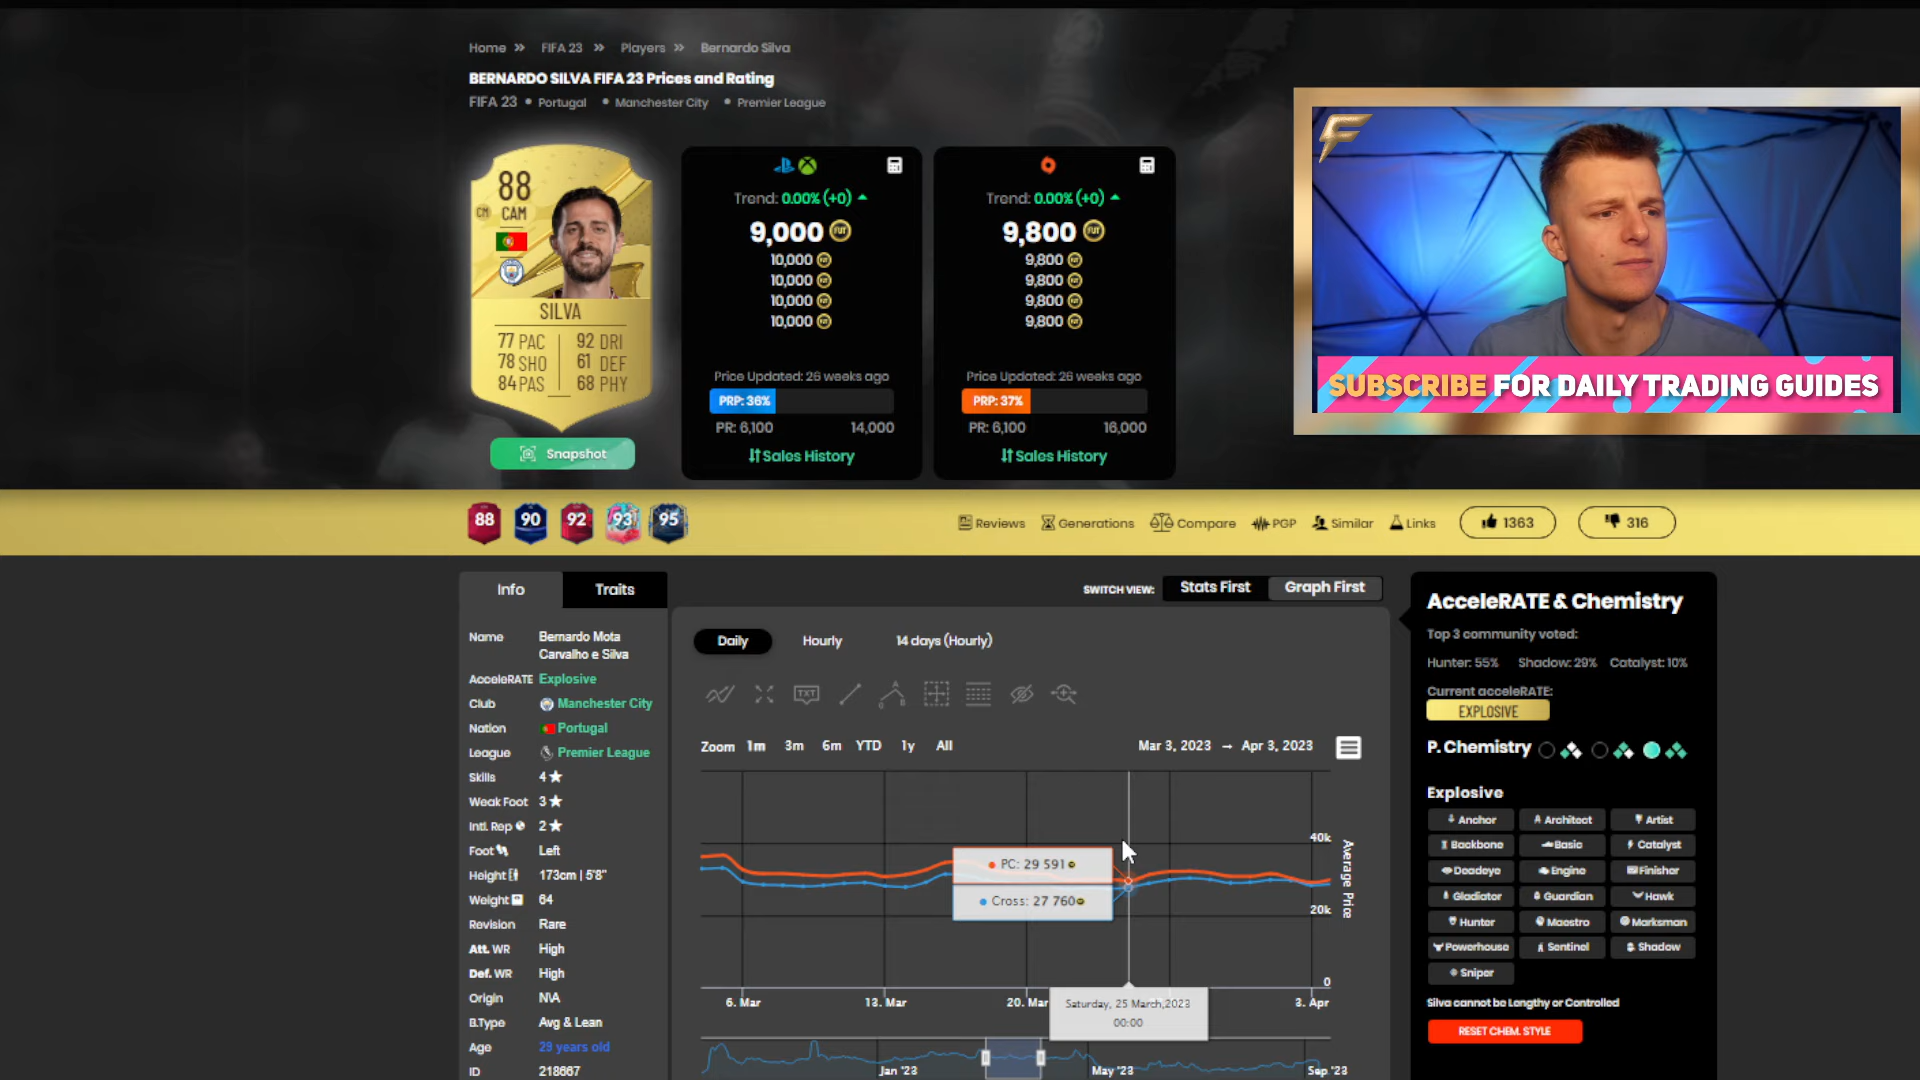 Home » FIFA 23 » Players » Bernardo Silva
BERNARDO SILVA FIFA 23 Prices and Rating
FIFA 23 • Portugal • Manchester City • Premier League
88
CAM
CM
SILVA
77 PAC 92 DRI
78 SHO 61 DEF
84 PAS 68 PHY
Snapshot
Trend: 0.00% (+0)
9,000
10,000
10,000
10,000
10,000
Price Updated: 26 weeks ago
PRP: 36%
PR: 6,100 14,000
Sales History
Trend: 0.00% (+0)
9,800
9,800
9,800
9,800
9,800
Price Updated: 26 weeks ago
PRP: 37%
PR: 6,100 16,000
Sales History
F
SUBSCRIBE FOR DAILY TRADING GUIDES
88 90 92 93 95
Reviews Generations Compare PGP Similar Links 1363 316
Info Traits
Name Bernardo Mota
Carvalho e Silva
AcceleRATE Explosive
Club Manchester City
Nation Portugal
League Premier League
Skills 4★
Weak Foot 3★
Intl. Rep 2★
Foot Left
Height 173cm | 5'8"
Weight 64
Revision Rare
Att. WR High
Def. WR High
Origin N\A
B.Type Avg & Lean
Age 29 years old
ID 218667
SWITCH VIEW: Stats First Graph First
Daily Hourly 14 days (Hourly)
TXT
Zoom 1m 3m 6m YTD 1y All Mar 3, 2023 → Apr 3, 2023
40k
20k
0
Average Price
PC: 29 591
Cross: 27 760
6. Mar 13. Mar 20. Mar 3. Apr
Saturday, 25 March, 2023
00:00
Jan '23 May '23 Sep '23
AcceleRATE & Chemistry
Top 3 community voted:
Hunter: 55% Shadow: 29% Catalyst: 10%
Current acceleRATE:
EXPLOSIVE
P. Chemistry
Explosive
Anchor Architect Artist
Backbone Basic Catalyst
Deadeye Engine Finisher
Gladiator Guardian Hawk
Hunter Maestro Marksman
Powerhouse Sentinel Shadow
Sniper
Silva cannot be Lengthy or Controlled
RESET CHEM. STYLE